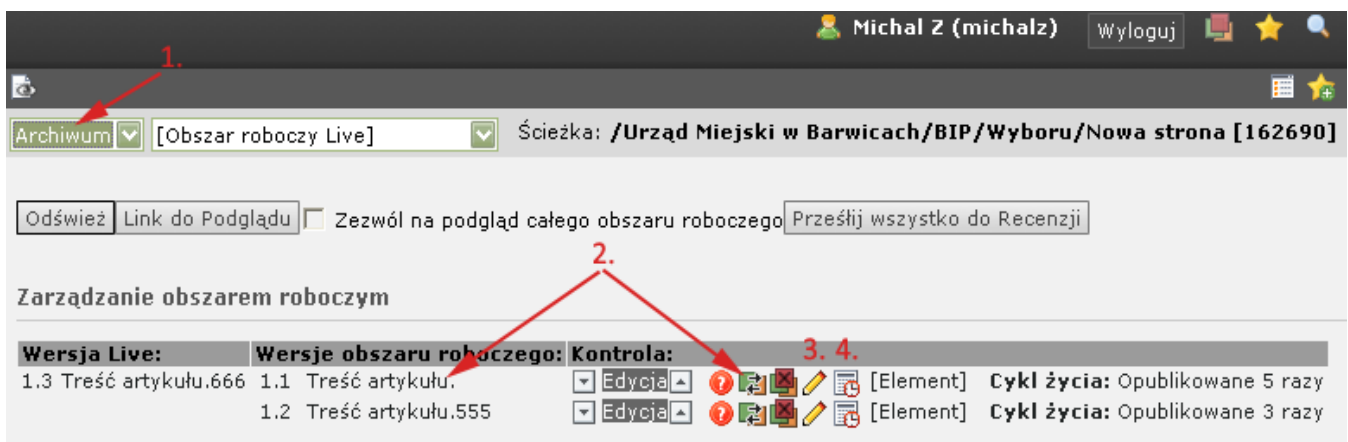 Michal Z (michalz) Wyloguj
1.
Archiwum [Obszar roboczy Live] Ścieżka: /Urząd Miejski w Barwicach/BIP/Wyboru/Nowa strona [162690]
Odśwież Link do Podglądu Zezwól na podgląd całego obszaru roboczego Prześlij wszystko do Recenzji
2.
Zarządzanie obszarem roboczym
Wersja Live: Wersje obszaru roboczego: Kontrola: 3. 4.
1.3 Treść artykułu.666 1.1 Treść artykułu. Edycja [Element] Cykl życia: Opublikowane 5 razy
1.2 Treść artykułu.555 Edycja [Element] Cykl życia: Opublikowane 3 razy